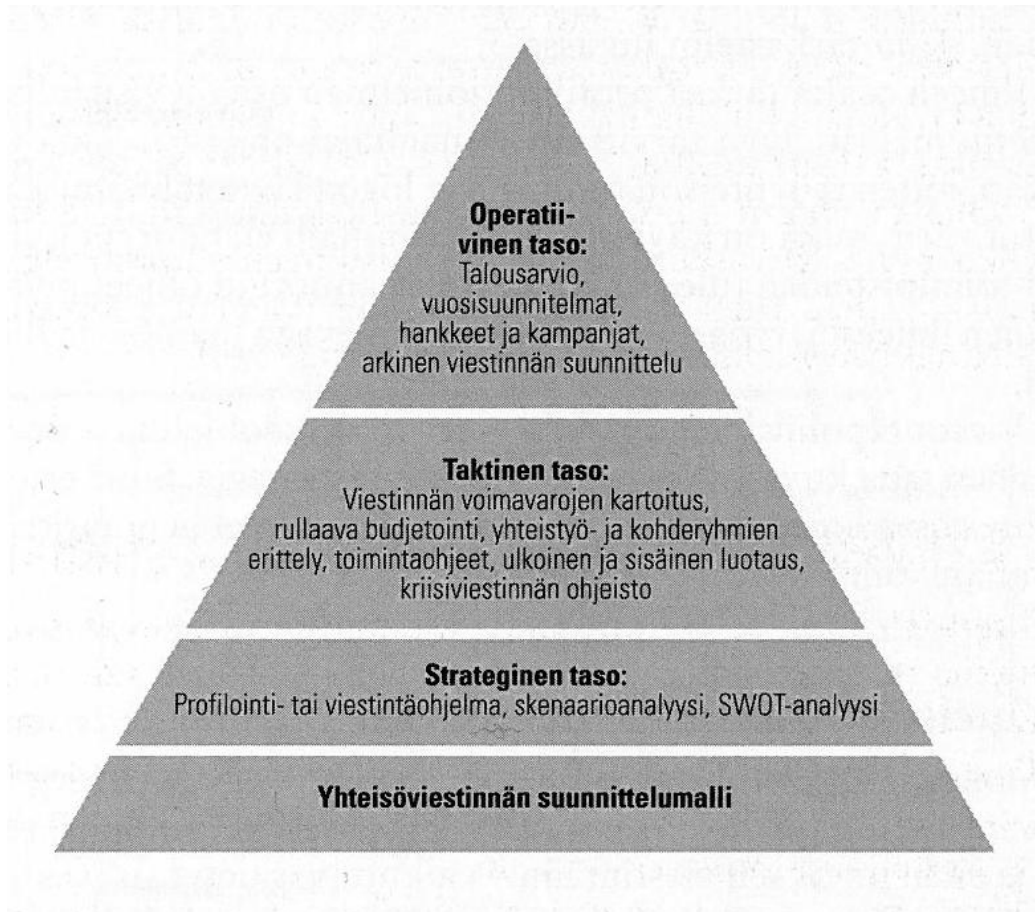 Operatii-
vinen taso:
Talousarvio,
vuosisuunnitelmat,
hankkeet ja kampanjat,
arkinen viestinnän suunnittelu
Taktinen taso:
Viestinnän voimavarojen kartoitus,
rullaava budjetointi, yhteistyö- ja kohderyhmien
erittely, toimintaohjeet, ulkoinen ja sisäinen luotaus,
kriisiviestinnän ohjeisto
Strateginen taso:
Profilointi- tai viestintäohjelma, skenaarioanalyysi, SWOT-analyysi
Yhteisöviestinnän suunnittelumalli